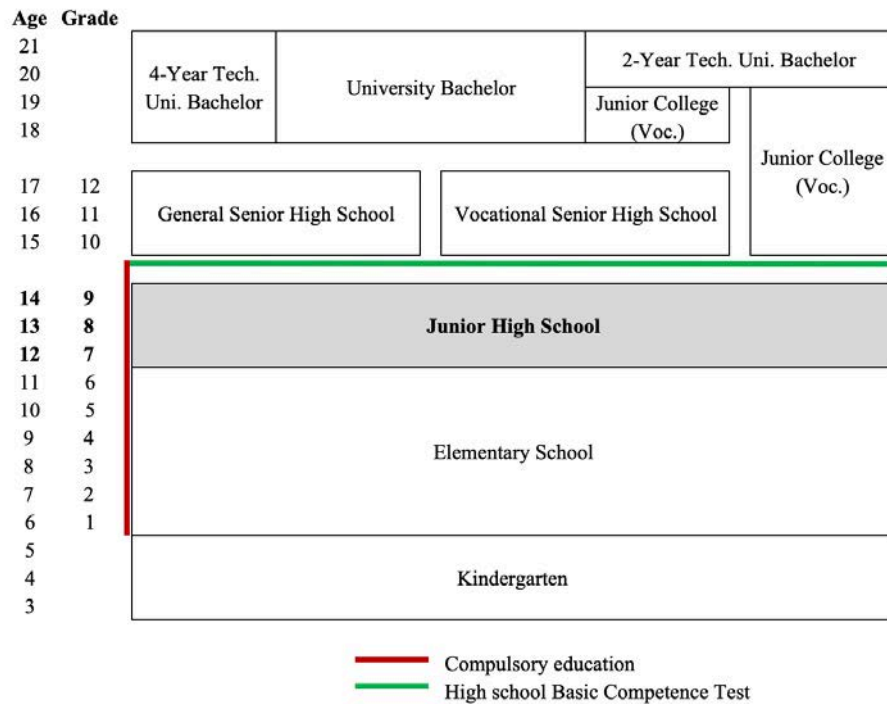 Age Grade
21
20
19
18
4-Year Tech.
Uni. Bachelor
University Bachelor
2-Year Tech. Uni. Bachelor
Junior College
(Voc.)
Junior College
(Voc.)
17 12
16 11
15 10
General Senior High School
Vocational Senior High School
14 9
13 8
12 7
Junior High School
11 6
10 5
9 4
8 3
7 2
6 1
Elementary School
5
4
3
Kindergarten
Compulsory education
High school Basic Competence Test